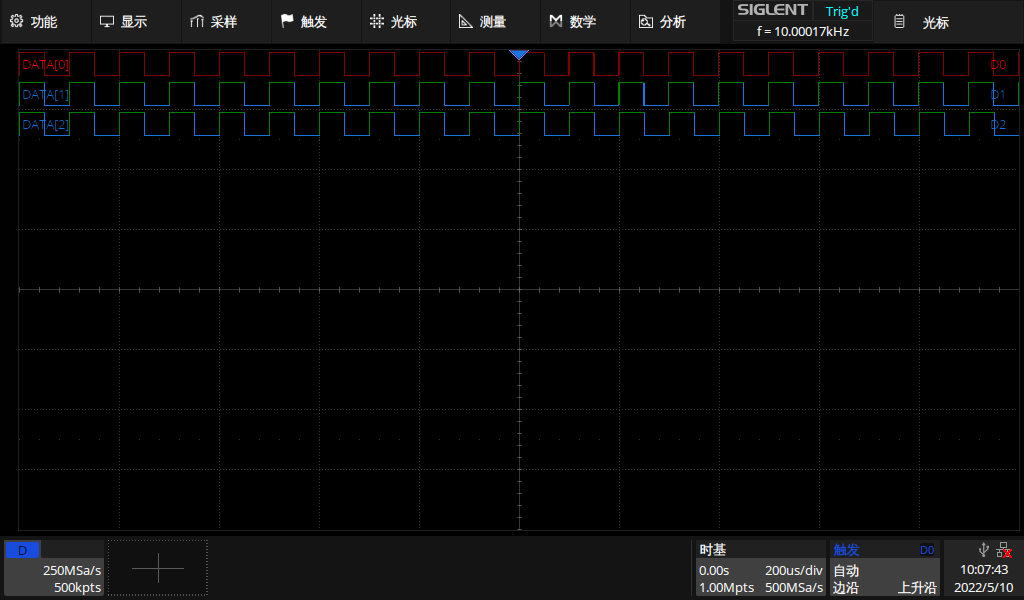 功能 显示 采样 触发 光标 测量 数学 分析 SIGLENT Trig'd 光标
f = 10.00017kHz
DATA[0] D0
DATA[1] D1
DATA[2] D2
D 时基 触发 D0
250MSa/s 0.00s 200us/div 自动 10:07:43
500kpts 1.00Mpts 500MSa/s 边沿 上升沿 2022/5/10